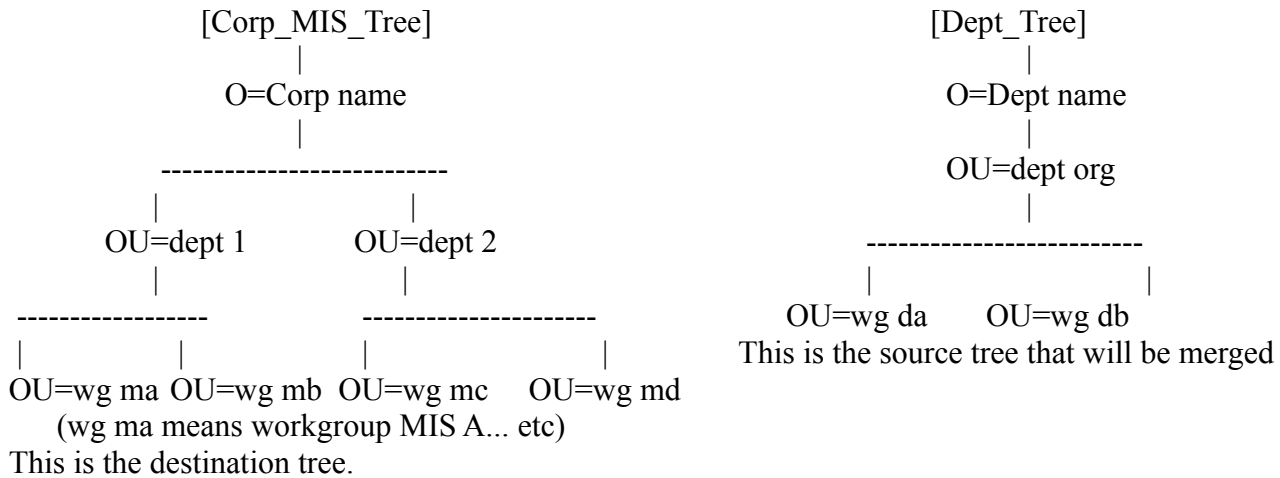 [Corp_MIS_Tree] [Dept_Tree]
| |
O=Corp name O=Dept name
| |
--------------------------- OU=dept org
| | |
OU=dept 1 OU=dept 2 --------------------------
| | | |
------------------ ---------------------- OU=wg da OU=wg db
| | | | This is the source tree that will be merged
OU=wg ma OU=wg mb OU=wg mc OU=wg md
(wg ma means workgroup MIS A... etc)
This is the destination tree.